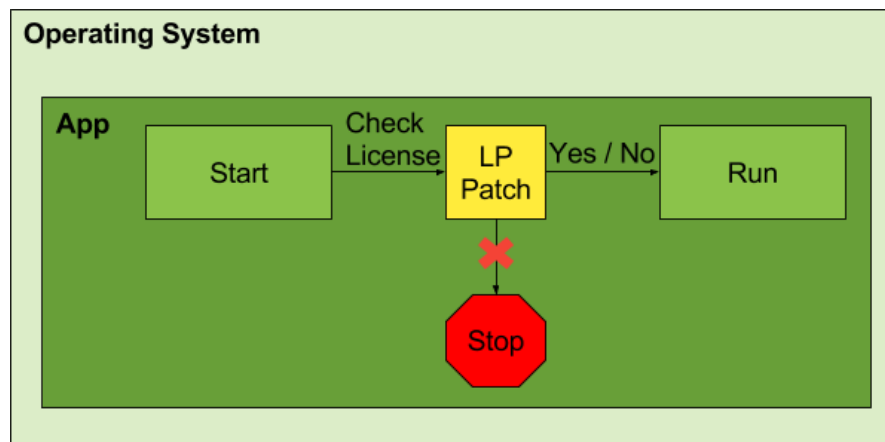 Operating System
App
Start
Check
License
LP
Patch
Yes / No
Run
Stop